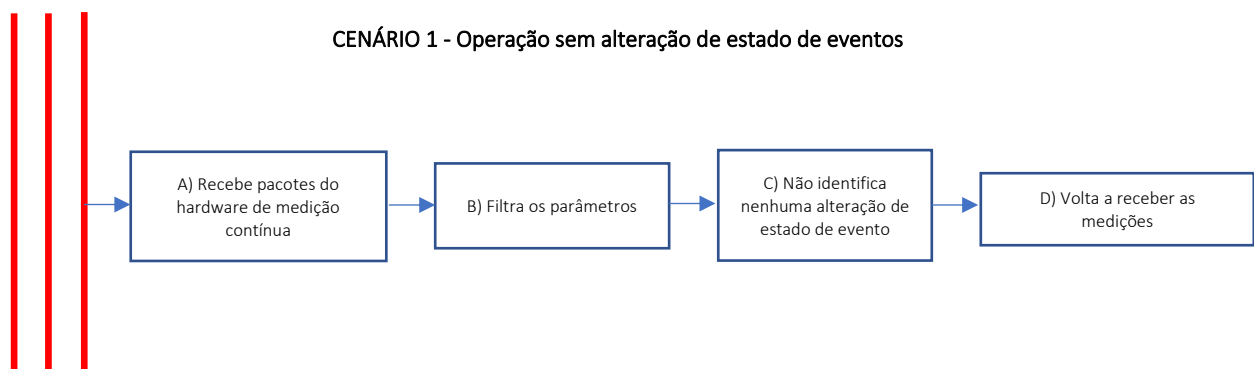 CENÁRIO 1 - Operação sem alteração de estado de eventos
A) Recebe pacotes do
hardware de medição
contínua
B) Filtra os parâmetros
C) Não identifica
nenhuma alteração de
estado de evento
D) Volta a receber as
medições